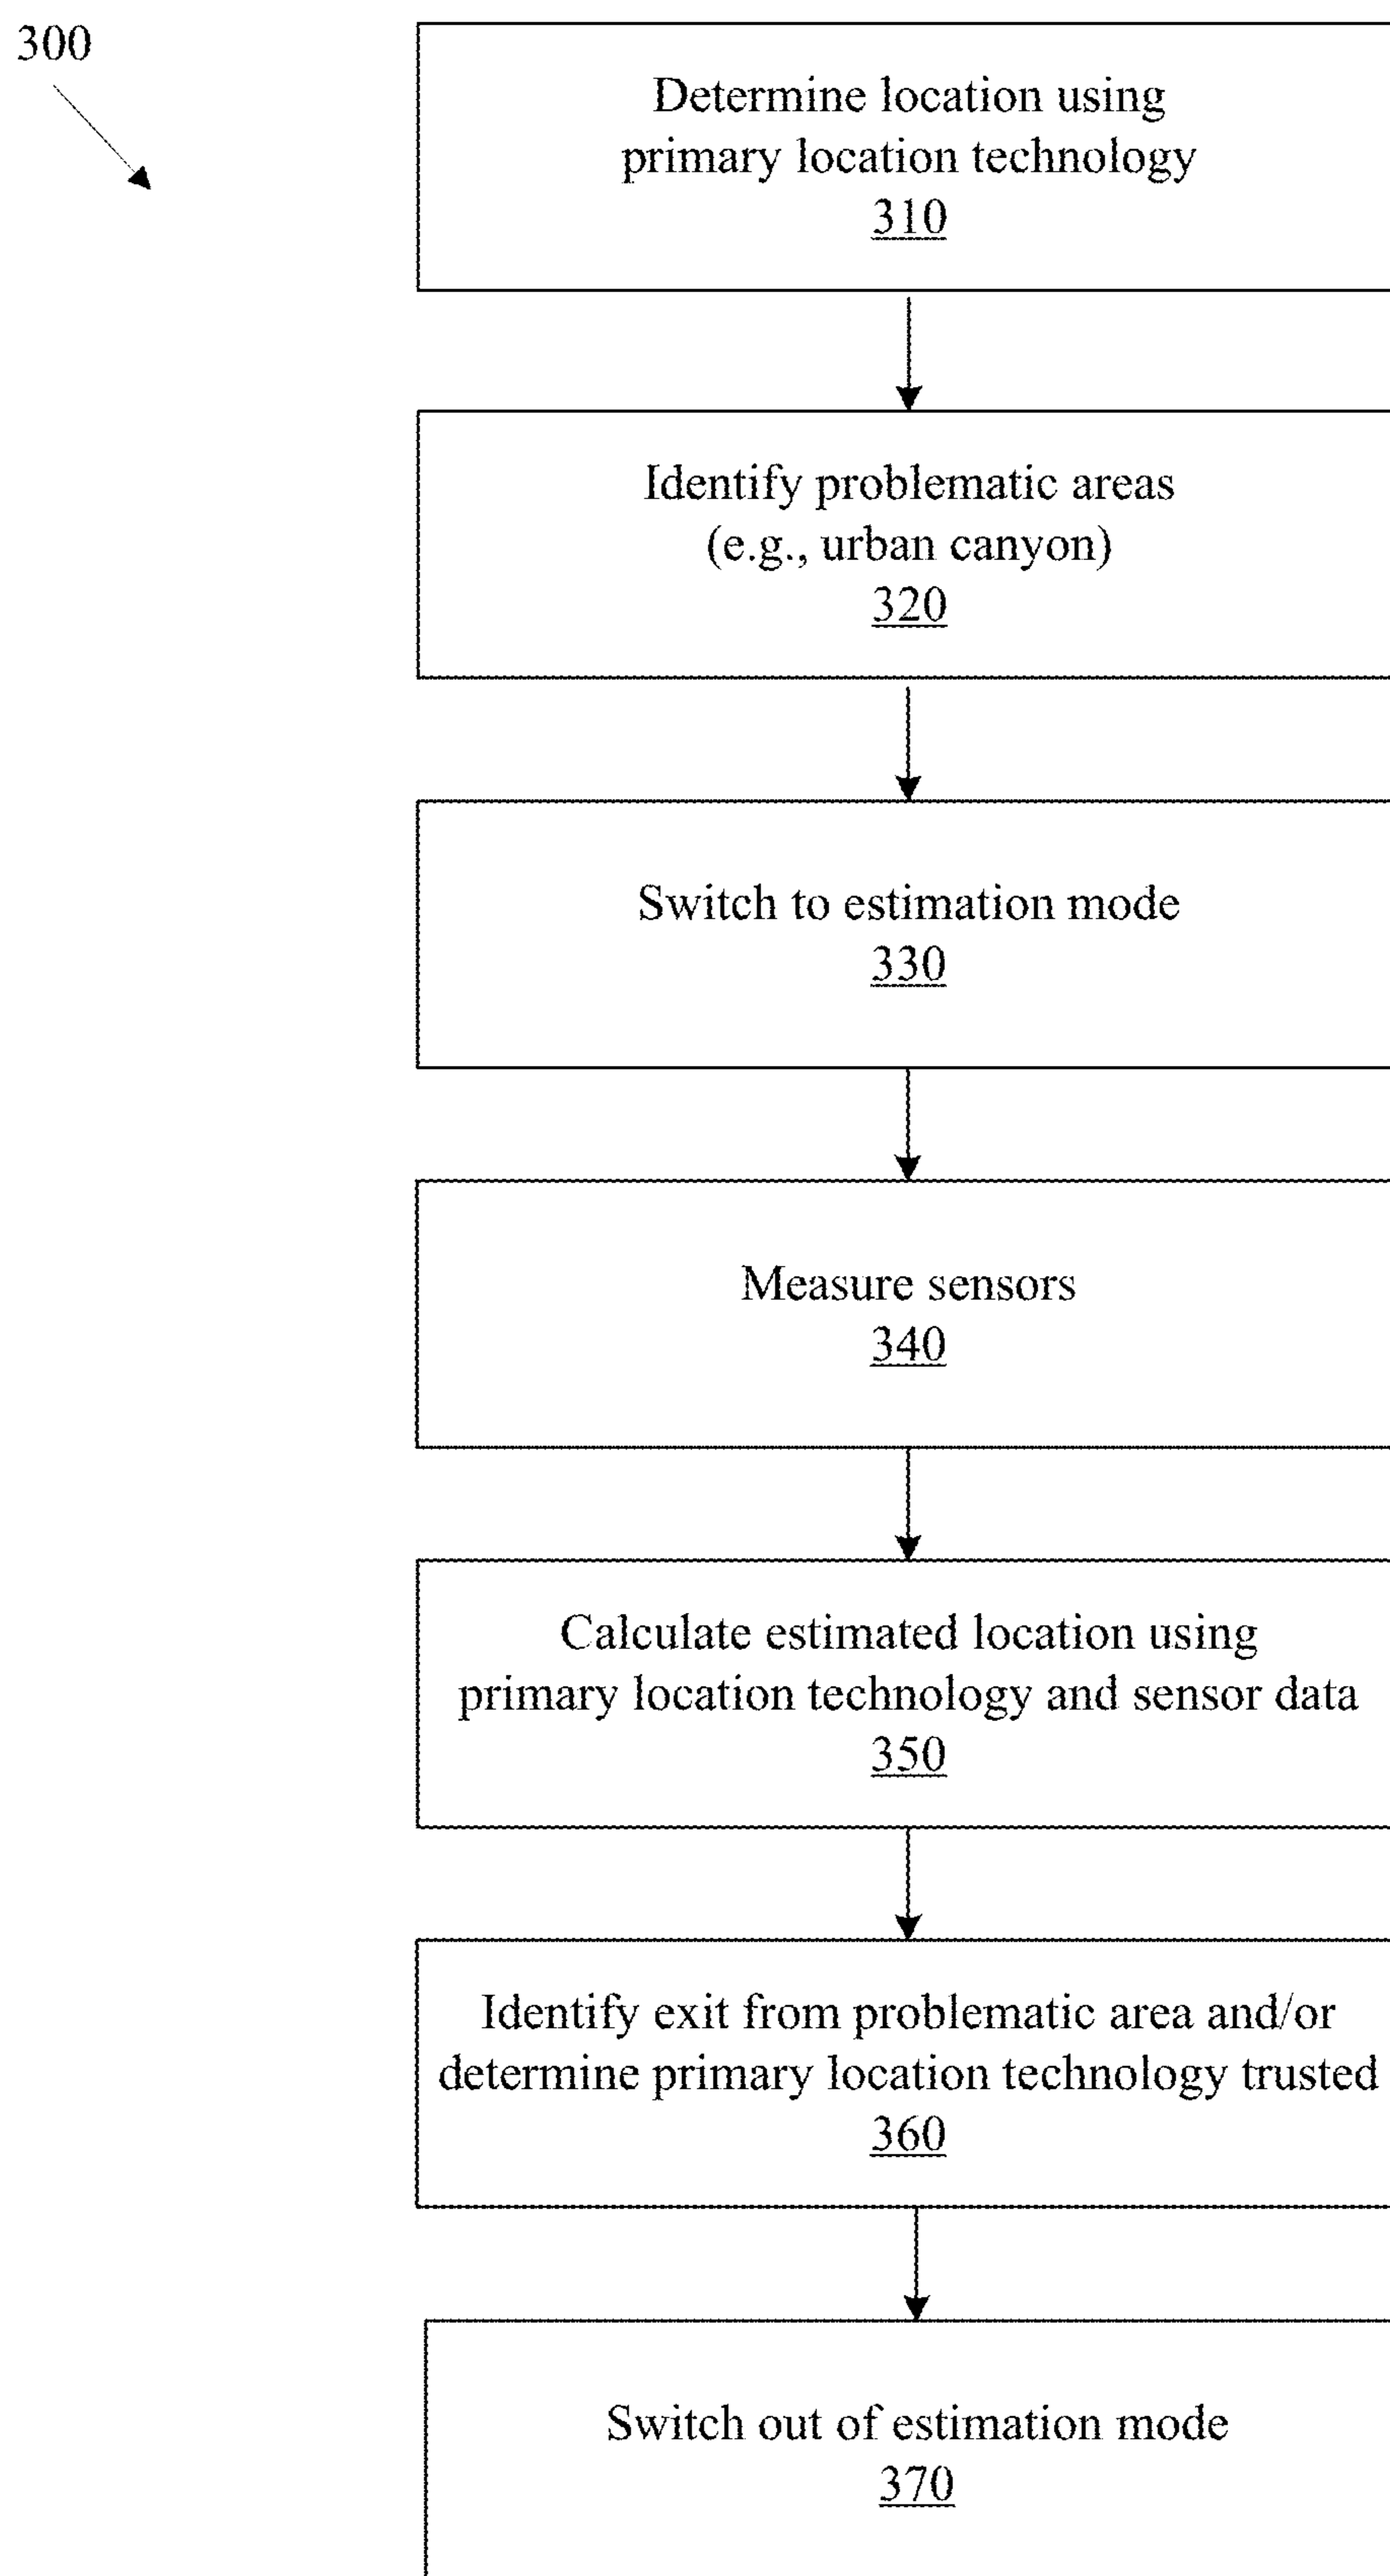 300
Determine location using
primary location technology
310
Identify problematic areas
(e.g., urban canyon)
320
Switch to estimation mode
330
Measure sensors
340
Calculate estimated location using
primary location technology and sensor data
350
Identify exit from problematic area and/or
determine primary location technology trusted
360
Switch out of estimation mode
370